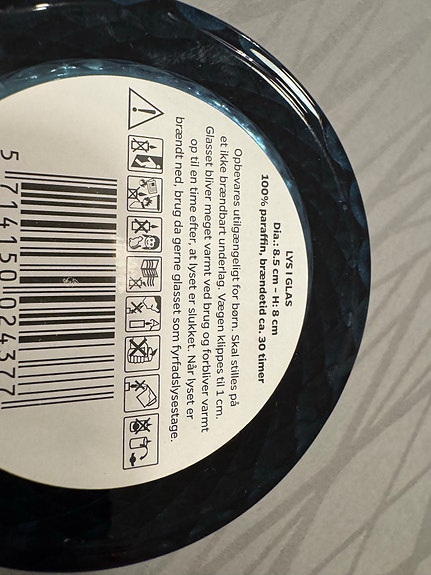 LYS I GLAS
Dia.: 8.5 cm – H: 8 cm
100% paraffin, brændetid ca. 30 timer
Opbevares utilgængeligt for børn. Skal stilles på
et ikke brændbart underlag. Vægen klippes til 1 cm.
Glasset bliver meget varmt ved brug og forbliver varmt
op til en time efter, at lyset er slukket. Når lyset er
brændt ned, brug da gerne glasset som fyrfadslysestage.
5 714150 024377